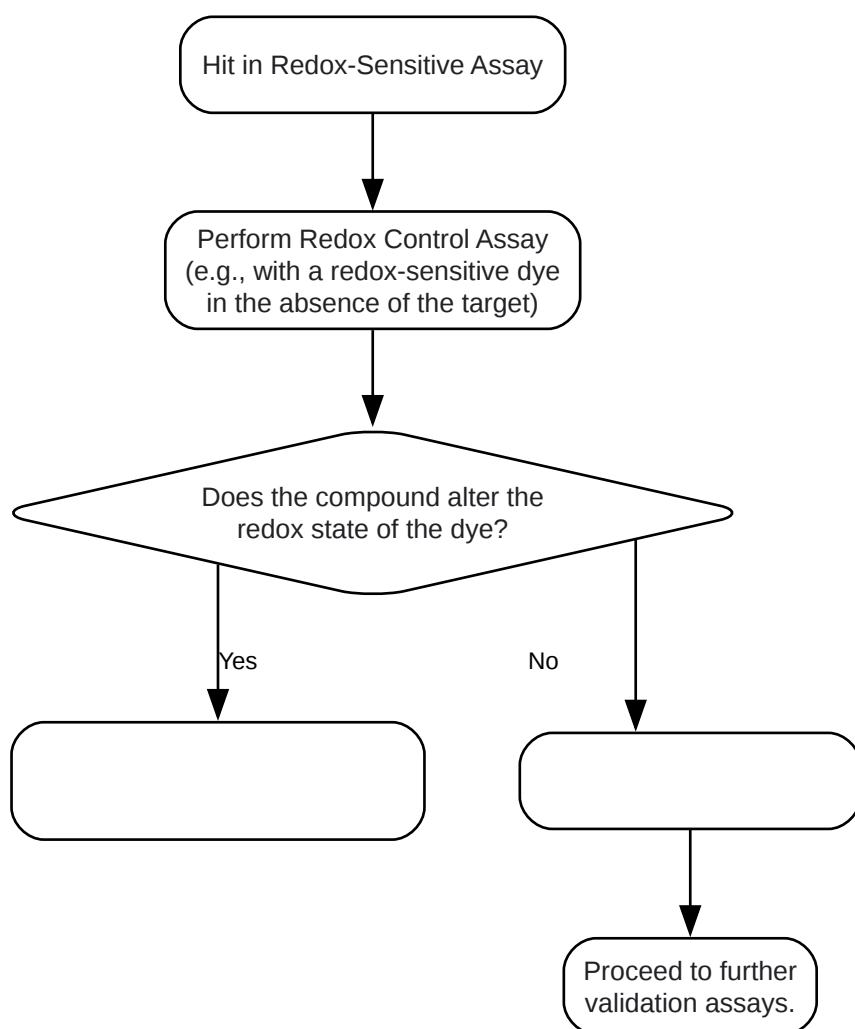 Hit in Redox-Sensitive Assay
Perform Redox Control Assay
(e.g., with a redox-sensitive dye
in the absence of the target)
Does the compound alter the
redox state of the dye?
Yes
No
Proceed to further
validation assays.